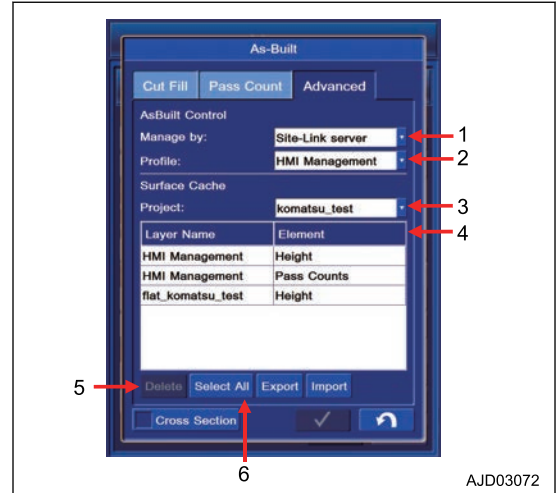 As-Built
Cut Fill Pass Count Advanced
AsBuilt Control
Manage by: Site-Link server 1
Profile: HMI Management 2
Surface Cache
Project: komatsu_test 3
Layer Name Element 4
HMI Management Height
HMI Management Pass Counts
flat_komatsu_test Height
5 Delete Select All Export Import
Cross Section
6
AJD03072